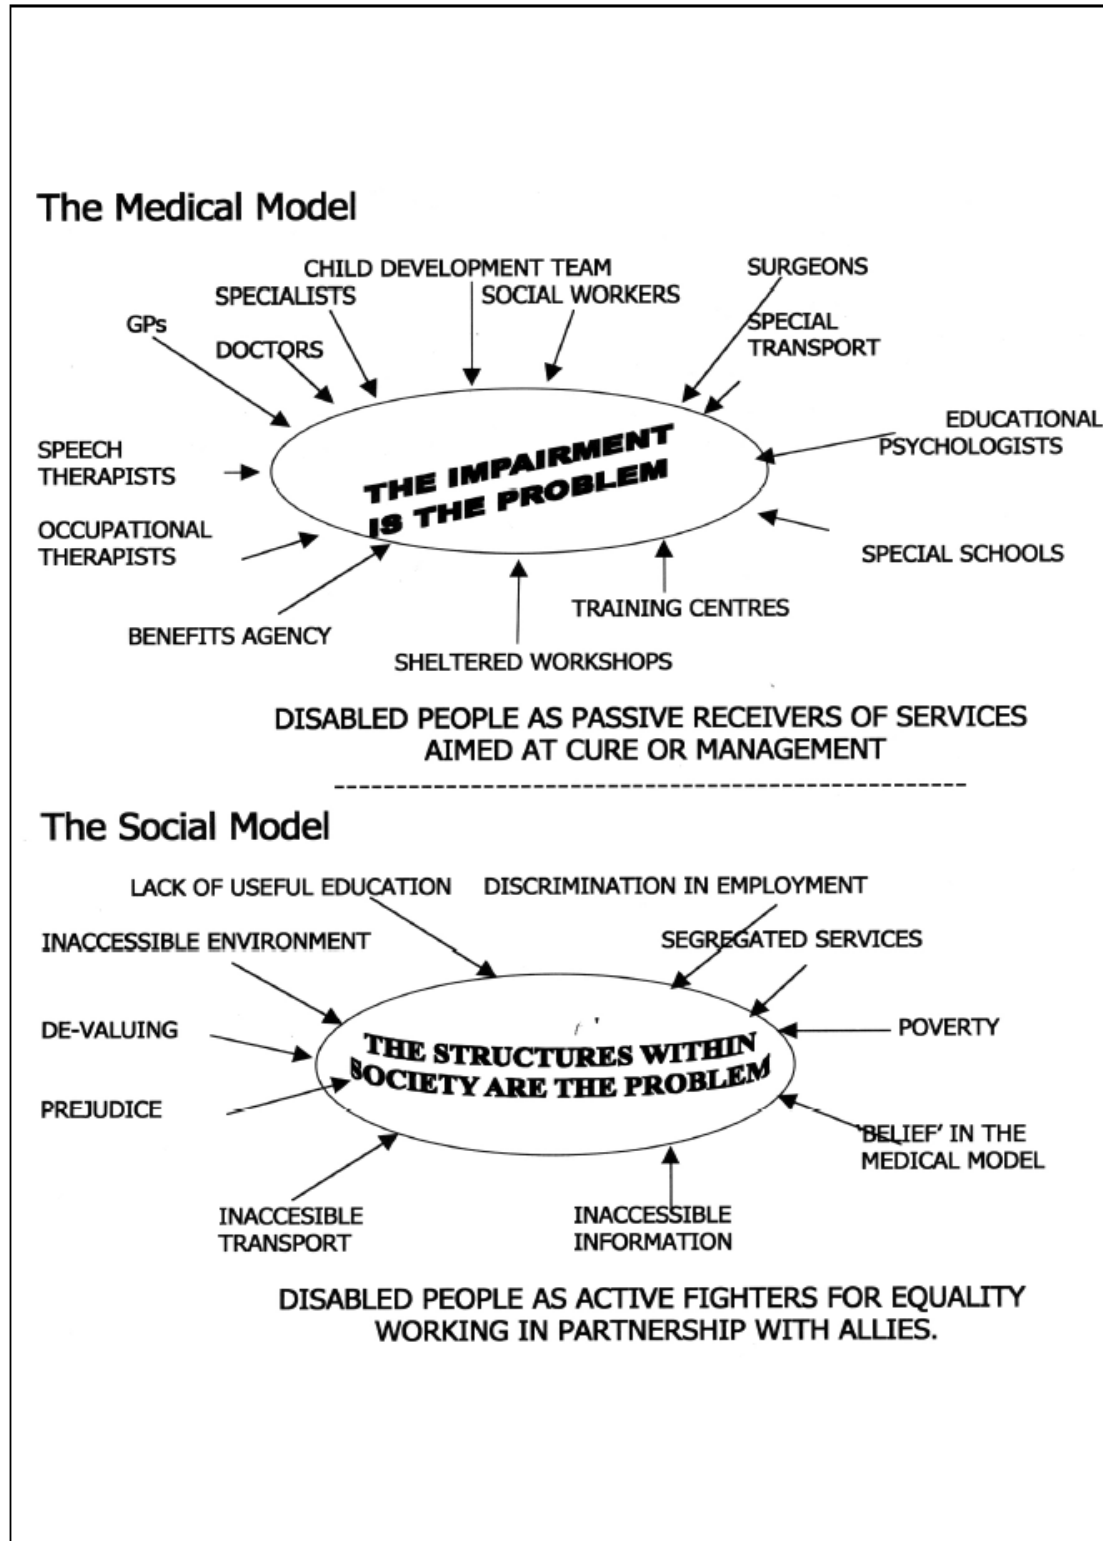 The Medical Model
CHILD DEVELOPMENT TEAM
SURGEONS
SPECIALISTS
SOCIAL WORKERS
GPs
SPECIAL
TRANSPORT
DOCTORS
EDUCATIONAL
PSYCHOLOGISTS
SPEECH
THERAPISTS
THE IMPAIRMENT
IS THE PROBLEM
OCCUPATIONAL
THERAPISTS
SPECIAL SCHOOLS
TRAINING CENTRES
BENEFITS AGENCY
SHELTERED WORKSHOPS
DISABLED PEOPLE AS PASSIVE RECEIVERS OF SERVICES
AIMED AT CURE OR MANAGEMENT
The Social Model
LACK OF USEFUL EDUCATION
DISCRIMINATION IN EMPLOYMENT
INACCESSIBLE ENVIRONMENT
SEGREGATED SERVICES
DE-VALUING
POVERTY
THE STRUCTURES WITHIN
SOCIETY ARE THE PROBLEM
PREJUDICE
'BELIEF' IN THE
MEDICAL MODEL
INACCESIBLE
TRANSPORT
INACCESSIBLE
INFORMATION
DISABLED PEOPLE AS ACTIVE FIGHTERS FOR EQUALITY
WORKING IN PARTNERSHIP WITH ALLIES.